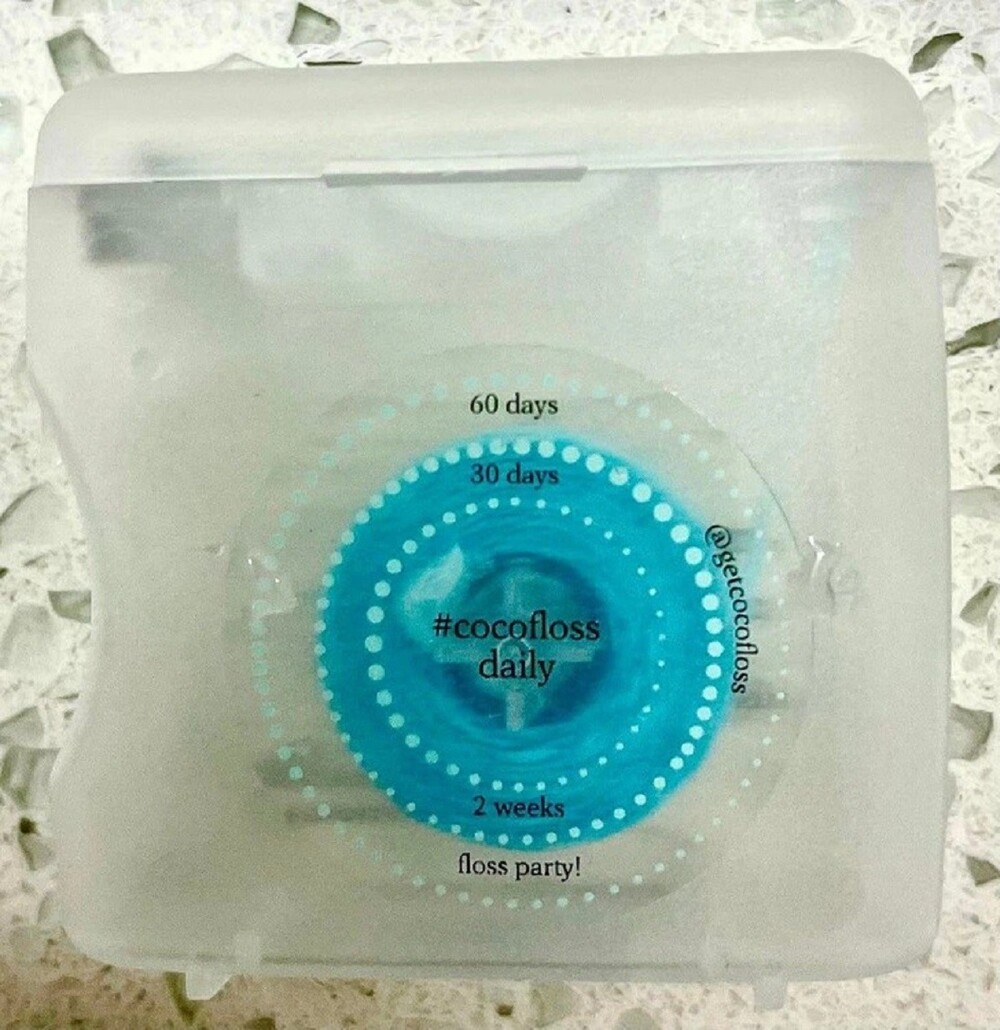 60 days
30 days
@getcocofloss
#cocofloss
daily
2 weeks
floss party!